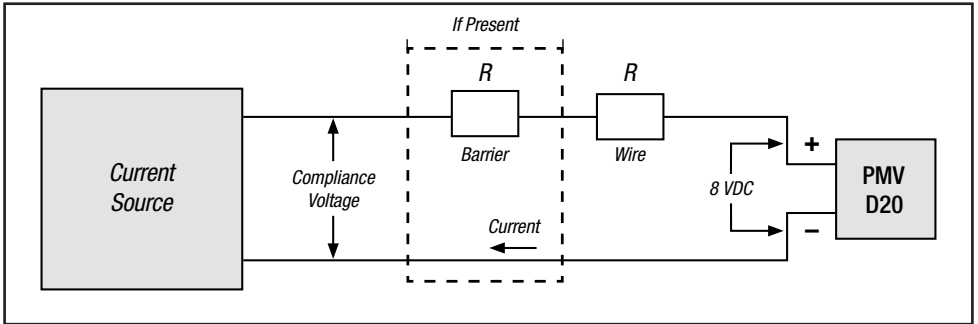 If Present
R
R
Barrier
Wire
+
−
Current
Source
Compliance
Voltage
8 VDC
PMV
D20
Current